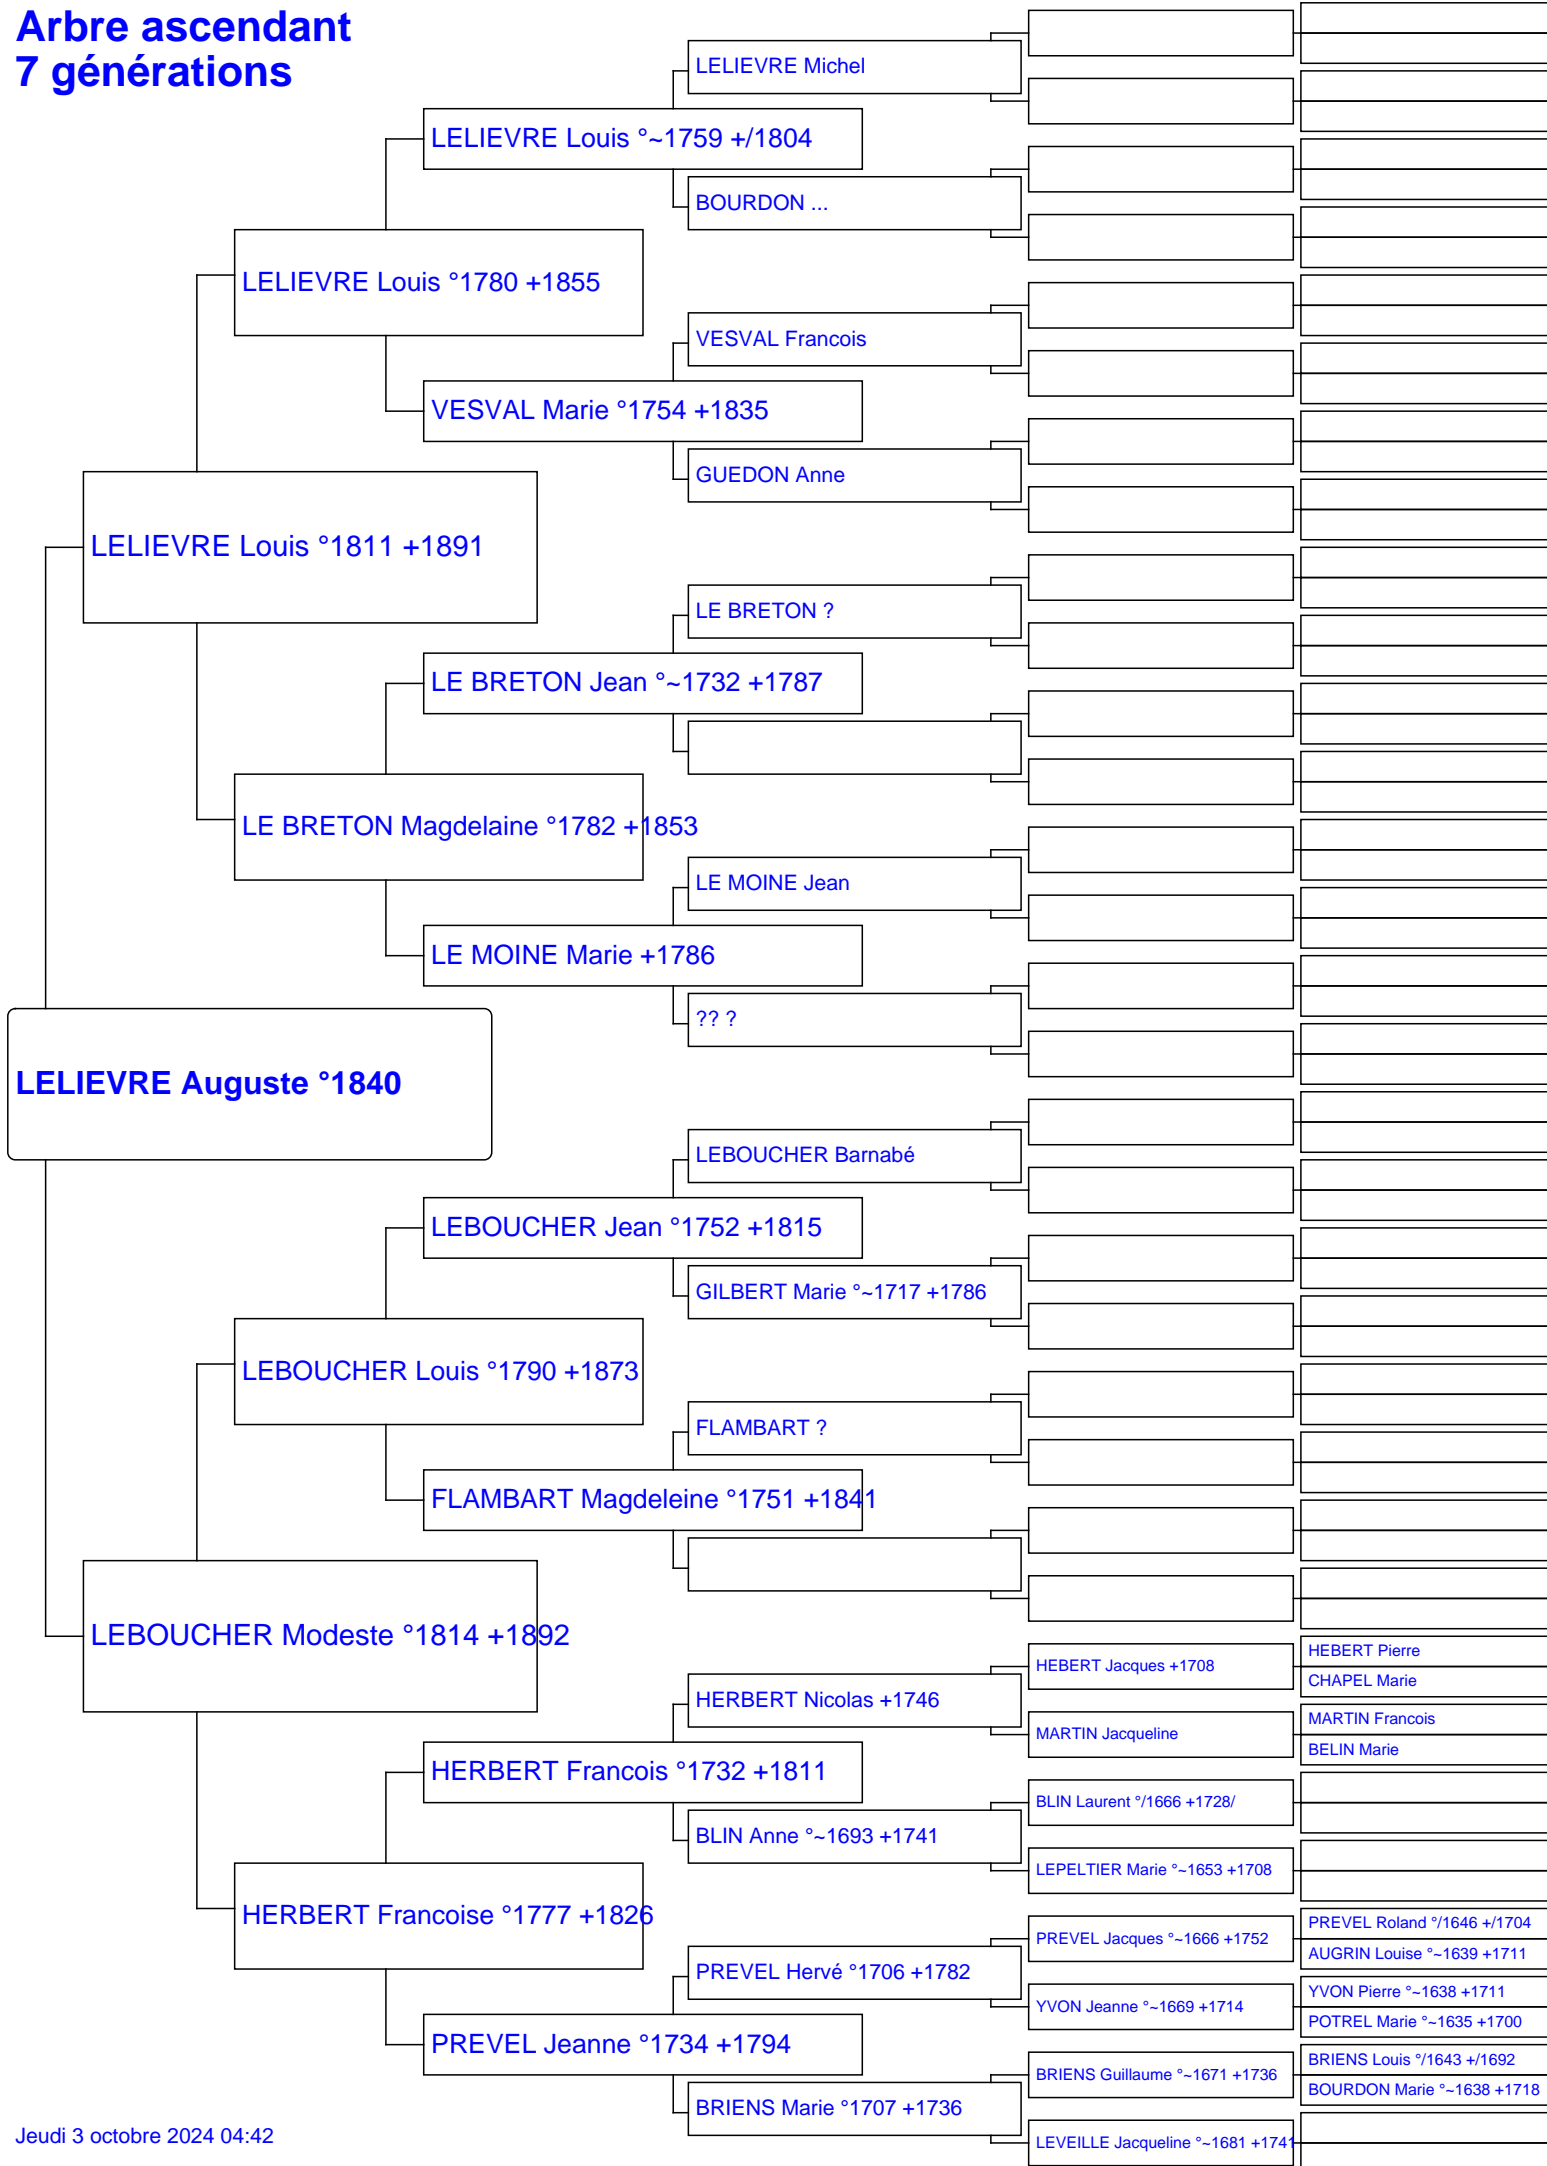 Arbre ascendant
7 générations
LELIEVRE Michel
LELIEVRE Louis °~1759 +/1804
BOURDON ...
LELIEVRE Louis °1780 +1855
VESVAL Francois
VESVAL Marie °1754 +1835
GUEDON Anne
LELIEVRE Louis °1811 +1891
LE BRETON ?
LE BRETON Jean °~1732 +1787
LE BRETON Magdelaine °1782 +1853
LE MOINE Jean
LE MOINE Marie +1786
?? ?
LELIEVRE Auguste °1840
LEBOUCHER Barnabé
LEBOUCHER Jean °1752 +1815
GILBERT Marie °~1717 +1786
LEBOUCHER Louis °1790 +1873
FLAMBART ?
FLAMBART Magdeleine °1751 +1841
LEBOUCHER Modeste °1814 +1892
HEBERT Pierre
HEBERT Jacques +1708
CHAPEL Marie
HERBERT Nicolas +1746
MARTIN Francois
MARTIN Jacqueline
BELIN Marie
HERBERT Francois °1732 +1811
BLIN Laurent °/1666 +1728/
BLIN Anne °~1693 +1741
LEPELTIER Marie °~1653 +1708
HERBERT Francoise °1777 +1826
PREVEL Roland °/1646 +/1704
PREVEL Jacques °~1666 +1752
AUGRIN Louise °~1639 +1711
PREVEL Hervé °1706 +1782
YVON Pierre °~1638 +1711
YVON Jeanne °~1669 +1714
POTREL Marie °~1635 +1700
PREVEL Jeanne °1734 +1794
BRIENS Louis °/1643 +/1692
BRIENS Guillaume °~1671 +1736
BOURDON Marie °~1638 +1718
BRIENS Marie °1707 +1736
LEVEILLE Jacqueline °~1681 +1741
Jeudi 3 octobre 2024 04:42